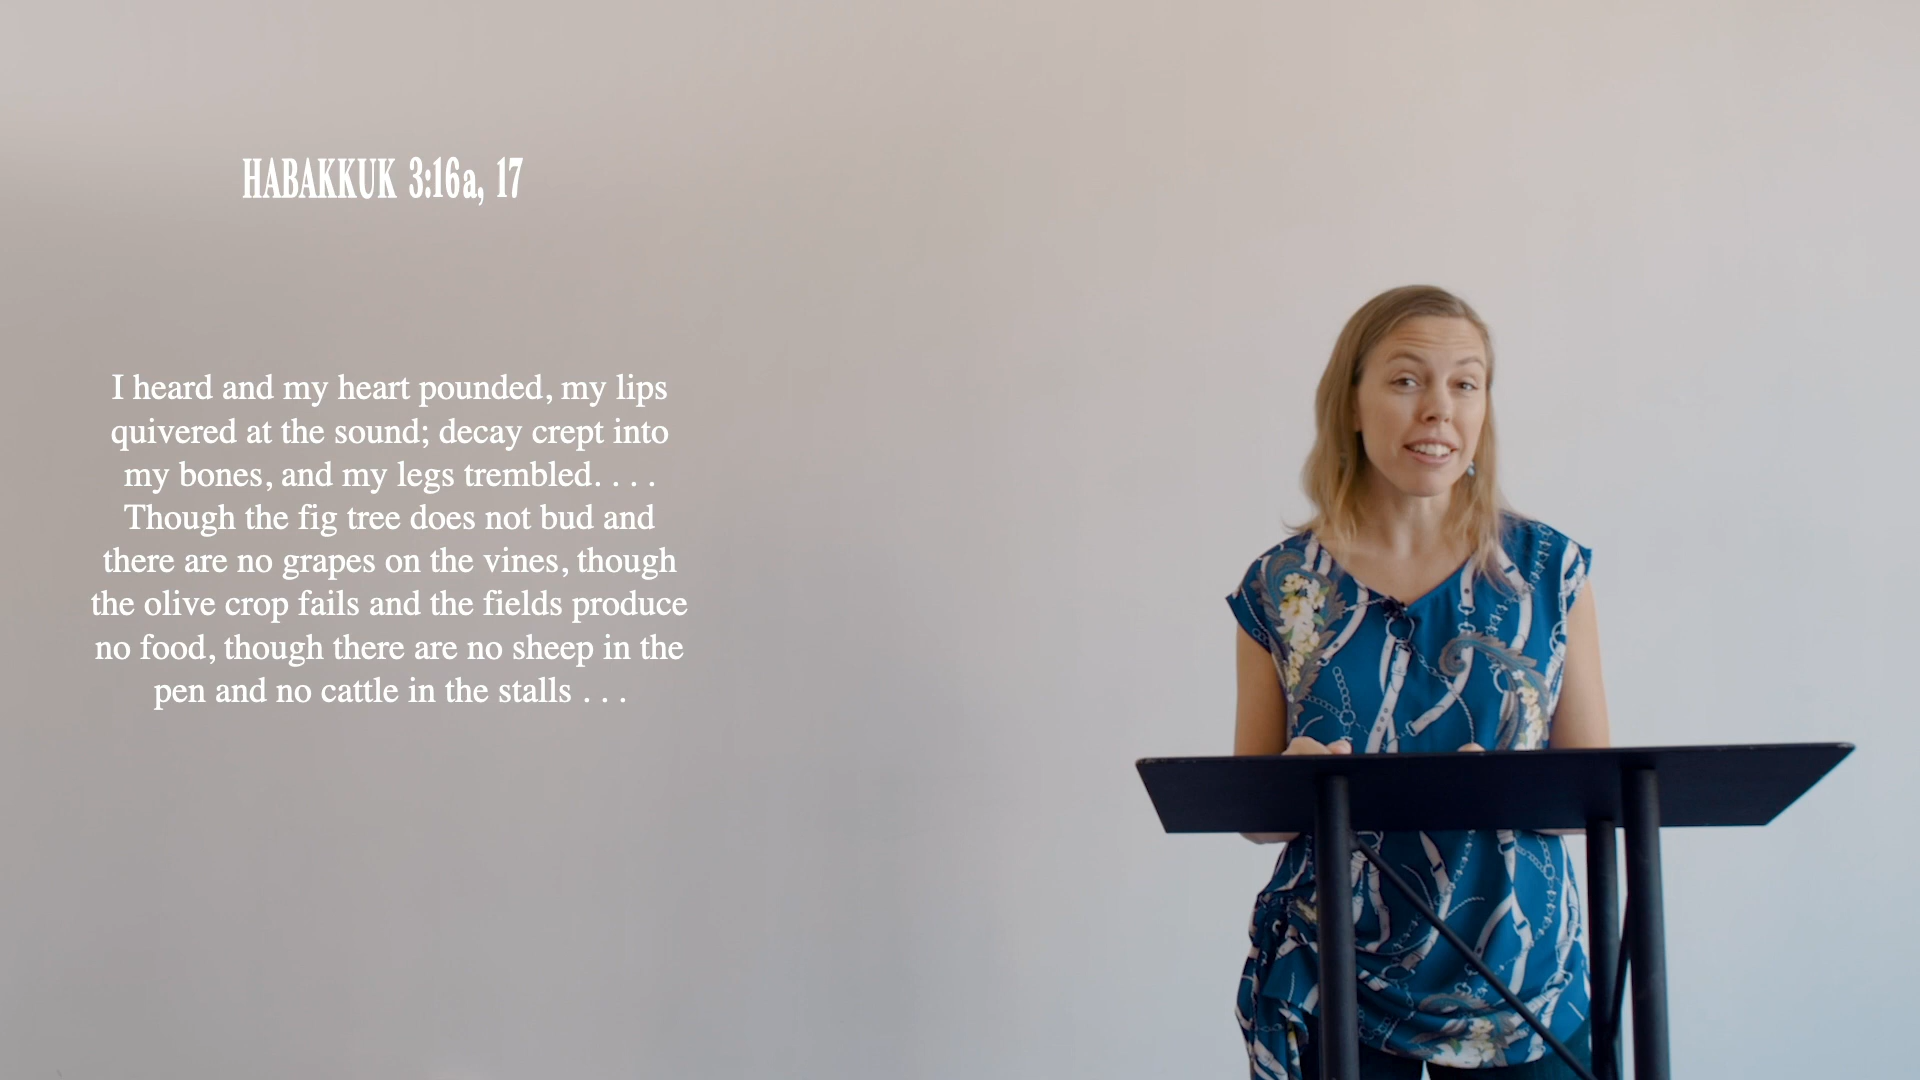 HABAKKUK 3:16a, 17
I heard and my heart pounded, my lips
quivered at the sound; decay crept into
my bones, and my legs trembled. . . .
Though the fig tree does not bud and
there are no grapes on the vines, though
the olive crop fails and the fields produce
no food, though there are no sheep in the
pen and no cattle in the stalls . . .